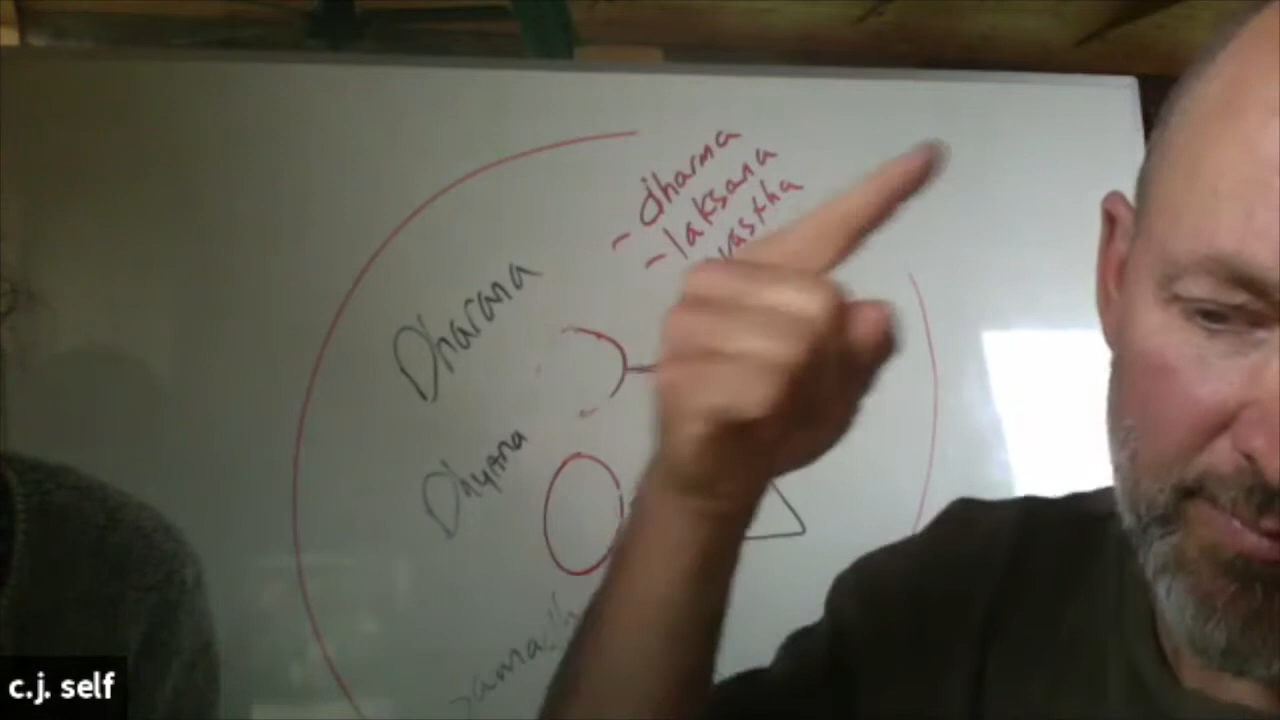 - dharma
- laksana
Dharana
Dhyana
c.j. self